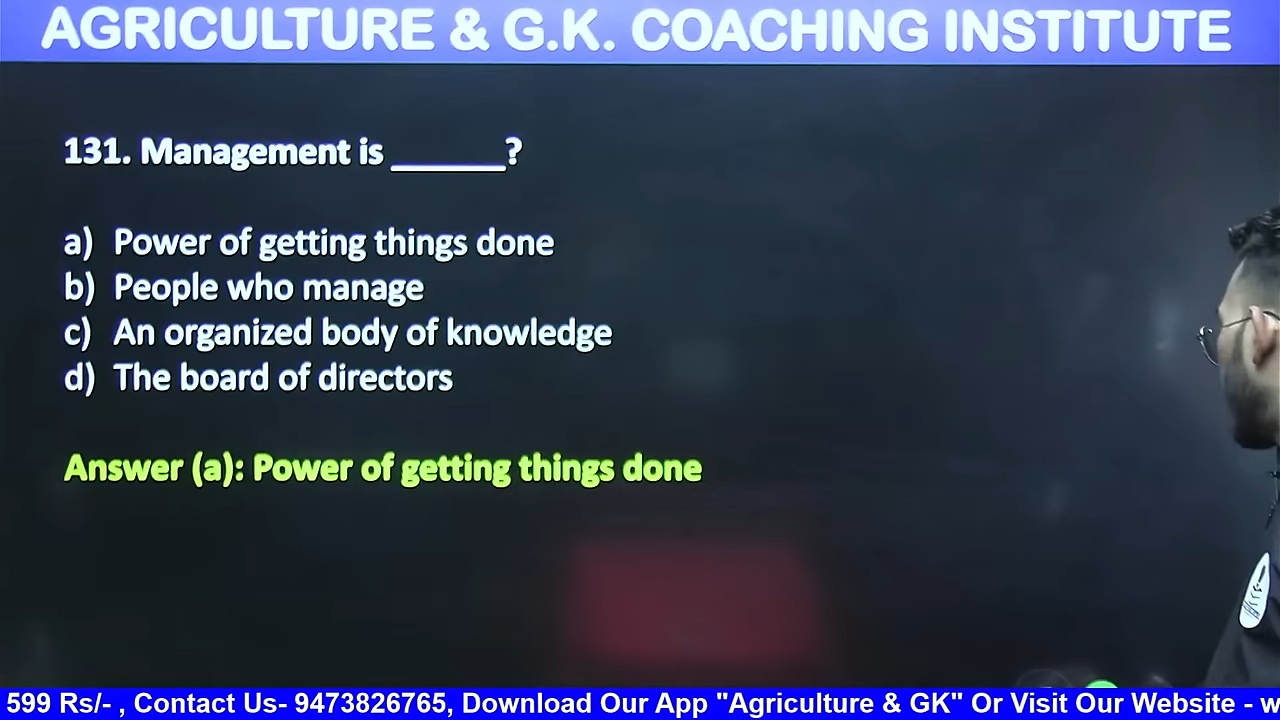 AGRICULTURE & G.K. COACHING INSTITUTE
131. Management is ______?
a) Power of getting things done
b) People who manage
c) An organized body of knowledge
d) The board of directors
Answer (a): Power of getting things done
599 Rs/- , Contact Us- 9473826765, Download Our App "Agriculture & GK" Or Visit Our Website - w